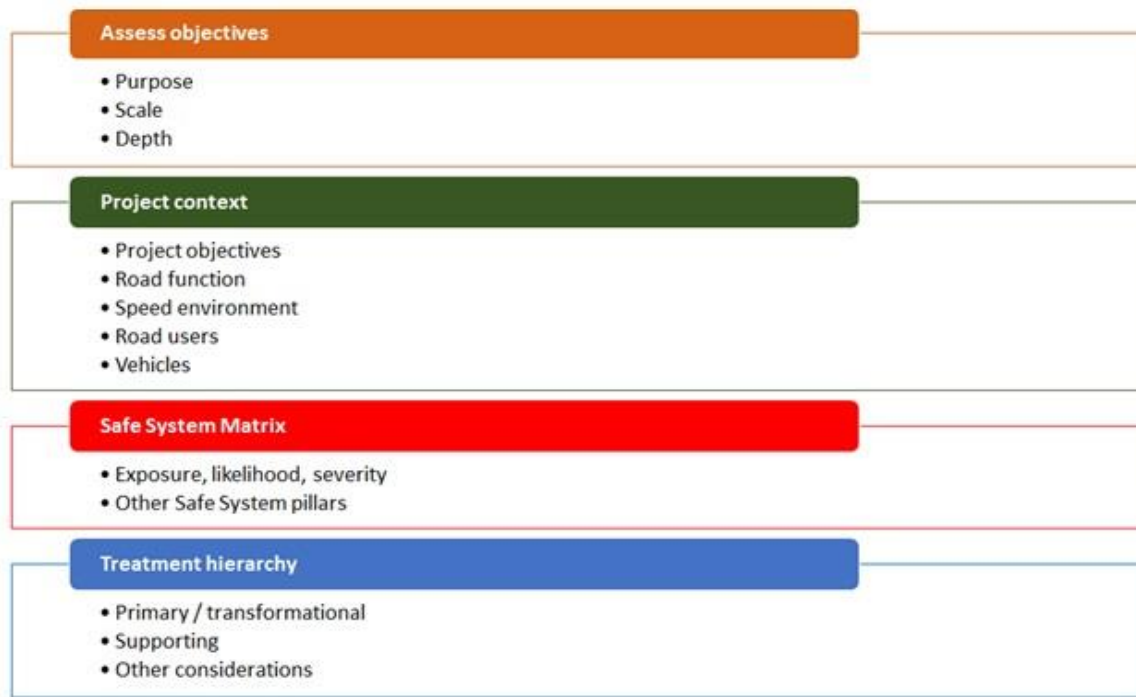 Assess objectives
• Purpose
• Scale
• Depth
Project context
• Project objectives
• Road function
• Speed environment
• Road users
• Vehicles
Safe System Matrix
• Exposure, likelihood, severity
• Other Safe System pillars
Treatment hierarchy
• Primary / transformational
• Supporting
• Other considerations